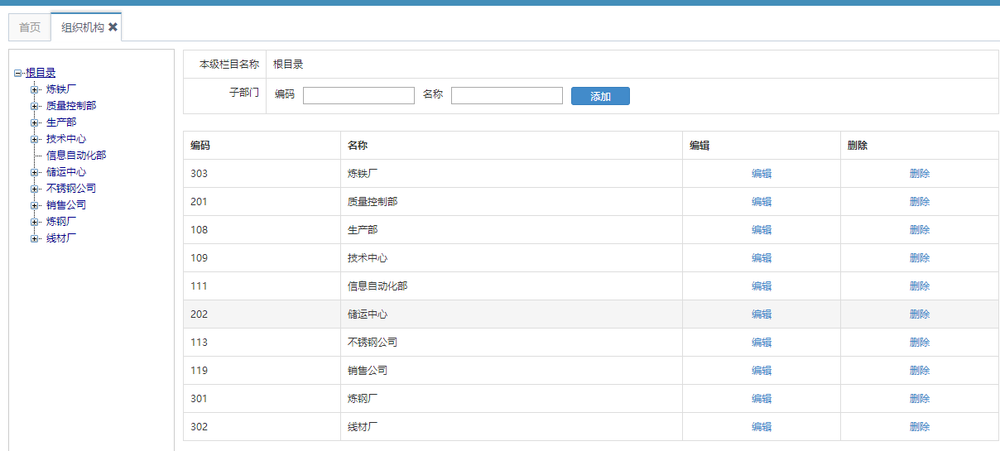 首页 组织机构
根目录
炼铁厂
质量控制部
生产部
技术中心
信息自动化部
储运中心
不锈钢公司
销售公司
炼钢厂
线材厂
本级栏目名称 根目录
子部门 编码 名称 添加
编码 名称 编辑 删除
303 炼铁厂 编辑 删除
201 质量控制部 编辑 删除
108 生产部 编辑 删除
109 技术中心 编辑 删除
111 信息自动化部 编辑 删除
202 储运中心 编辑 删除
113 不锈钢公司 编辑 删除
119 销售公司 编辑 删除
301 炼钢厂 编辑 删除
302 线材厂 编辑 删除